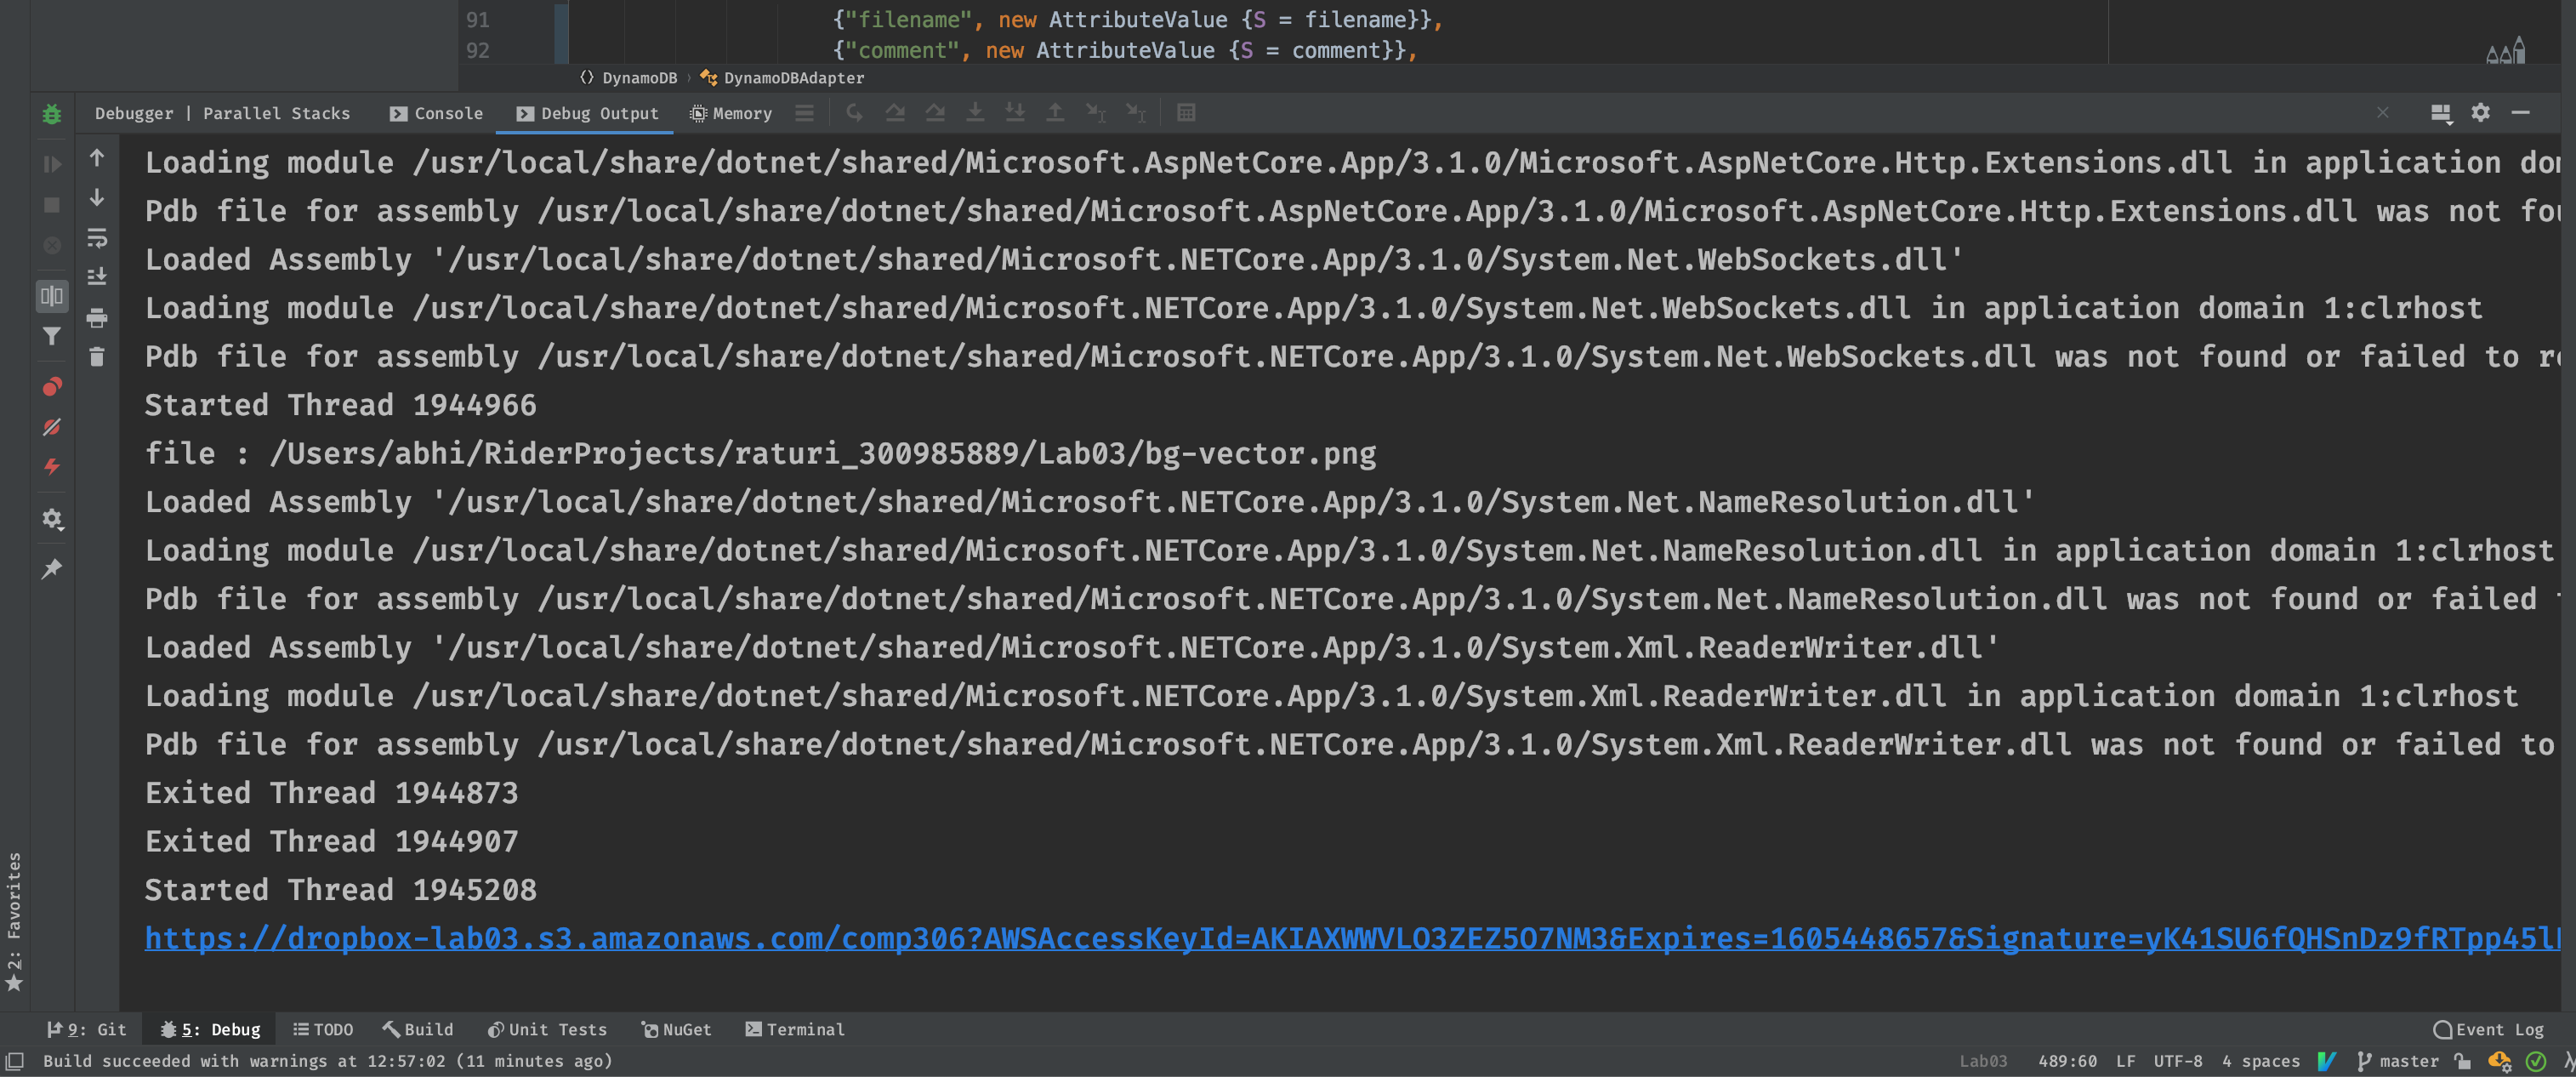 91 {"filename", new AttributeValue {S = filename}},
92 {"comment", new AttributeValue {S = comment}},
DynamoDB › DynamoDBAdapter
Debugger | Parallel Stacks Console Debug Output Memory
Loading module /usr/local/share/dotnet/shared/Microsoft.AspNetCore.App/3.1.0/Microsoft.AspNetCore.Http.Extensions.dll in application
Pdb file for assembly /usr/local/share/dotnet/shared/Microsoft.AspNetCore.App/3.1.0/Microsoft.AspNetCore.Http.Extensions.dll was not
Loaded Assembly '/usr/local/share/dotnet/shared/Microsoft.NETCore.App/3.1.0/System.Net.WebSockets.dll'
Loading module /usr/local/share/dotnet/shared/Microsoft.NETCore.App/3.1.0/System.Net.WebSockets.dll in application domain 1:clrhost
Pdb file for assembly /usr/local/share/dotnet/shared/Microsoft.NETCore.App/3.1.0/System.Net.WebSockets.dll was not found or failed to
Started Thread 1944966
file : /Users/abhi/RiderProjects/raturi_300985889/Lab03/bg-vector.png
Loaded Assembly '/usr/local/share/dotnet/shared/Microsoft.NETCore.App/3.1.0/System.Net.NameResolution.dll'
Loading module /usr/local/share/dotnet/shared/Microsoft.NETCore.App/3.1.0/System.Net.NameResolution.dll in application domain 1:clrhost
Pdb file for assembly /usr/local/share/dotnet/shared/Microsoft.NETCore.App/3.1.0/System.Net.NameResolution.dll was not found or failed
Loaded Assembly '/usr/local/share/dotnet/shared/Microsoft.NETCore.App/3.1.0/System.Xml.ReaderWriter.dll'
Loading module /usr/local/share/dotnet/shared/Microsoft.NETCore.App/3.1.0/System.Xml.ReaderWriter.dll in application domain 1:clrhost
Pdb file for assembly /usr/local/share/dotnet/shared/Microsoft.NETCore.App/3.1.0/System.Xml.ReaderWriter.dll was not found or failed to
Exited Thread 1944873
Exited Thread 1944907
Started Thread 1945208
https://dropbox-lab03.s3.amazonaws.com/comp306?AWSAccessKeyId=AKIAXWWVLO3ZEZ5O7NM3&Expires=1605448657&Signature=yK41SU6fQHSnDz9fRTpp45l
2: Favorites
9: Git 5: Debug TODO Build Unit Tests NuGet Terminal Event Log
Build succeeded with warnings at 12:57:02 (11 minutes ago) Lab03 489:60 LF UTF-8 4 spaces master